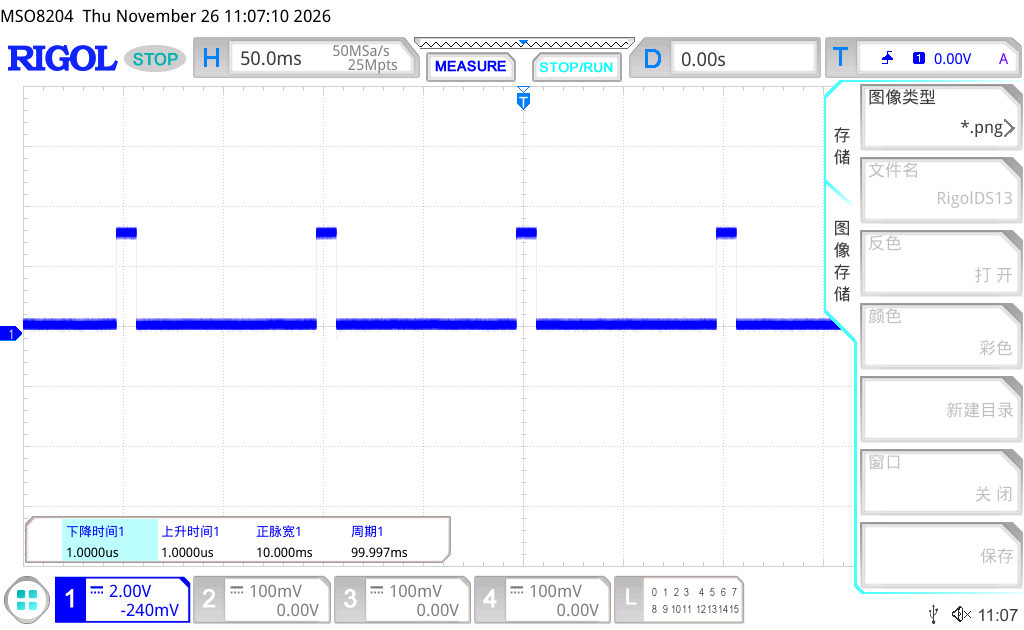 MSO8204 Thu November 26 11:07:10 2026
RIGOL STOP H 50.0ms 50MSa/s 25Mpts MEASURE STOP/RUN D 0.00s T 1 0.00V A
T
存储
图像存储
图像类型
*.png
文件名
RigolDS13
反色
打开
颜色
彩色
新建目录
窗口
关闭
保存
1
下降时间1 上升时间1 正脉宽1 周期1
1.0000us 1.0000us 10.000ms 99.997ms
1 2.00V -240mV
2 100mV 0.00V
3 100mV 0.00V
4 100mV 0.00V
L 0 1 2 3 4 5 6 7
8 9 10 11 12 13 14 15
11:07